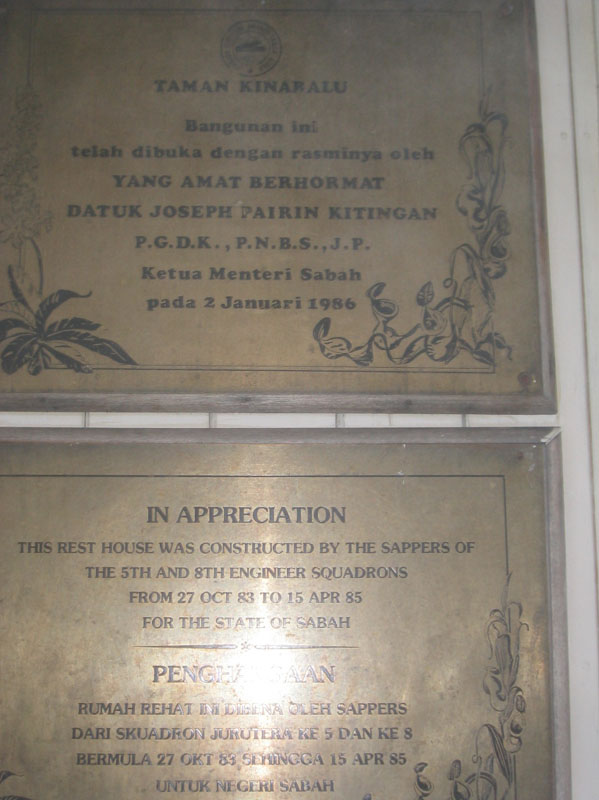 TAMAN KINABALU
Bangunan ini
telah dibuka dengan rasminya oleh
YANG AMAT BERHORMAT
DATUK JOSEPH PAIRIN KITINGAN
P.G.D.K., P.N.B.S., J.P.
Ketua Menteri Sabah
pada 2 Januari 1986
IN APPRECIATION
THIS REST HOUSE WAS CONSTRUCTED BY THE SAPPERS OF
THE 5TH AND 8TH ENGINEER SQUADRONS
FROM 27 OCT 83 TO 15 APR 85
FOR THE STATE OF SABAH
PENGHARGAAN
RUMAH REHAT INI DIBINA OLEH SAPPERS
DARI SKUADRON JURUTERA KE 5 DAN KE 8
BERMULA 27 OKT 83 SEHINGGA 15 APR 85
UNTUK NEGERI SABAH